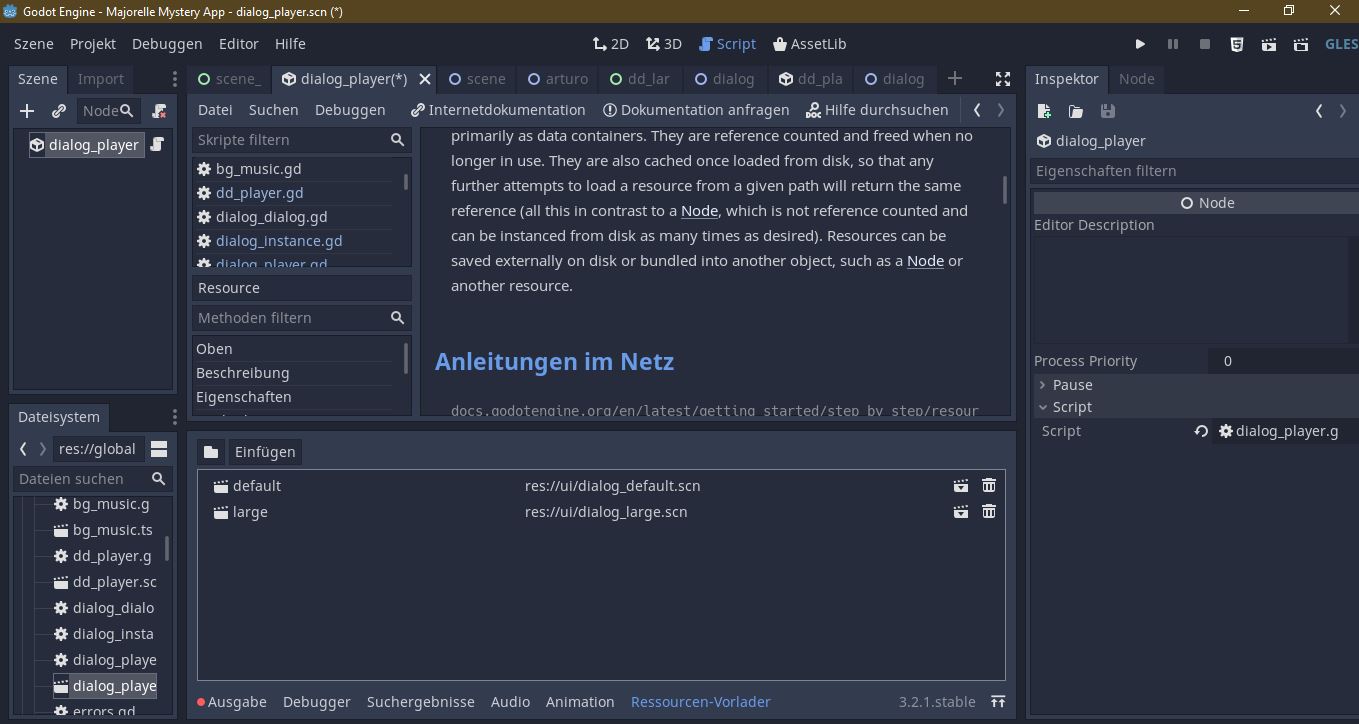 Godot Engine - Majorelle Mystery App - dialog_player.scn (*)
Szene Projekt Debuggen Editor Hilfe 2D 3D Script AssetLib GLES
Szene Import
scene_ dialog_player(*) scene arturo dd_lar dialog dd_pla dialog
Inspektor Node
Node
Datei Suchen Debuggen Internetdokumentation Dokumentation anfragen Hilfe durchsuchen
dialog_player
Skripte filtern
bg_music.gd
dd_player.gd
dialog_dialog.gd
dialog_instance.gd
dialog_player.gd
Resource
Methoden filtern
Oben
Beschreibung
Eigenschaften
primarily as data containers. They are reference counted and freed when no
longer in use. They are also cached once loaded from disk, so that any
further attempts to load a resource from a given path will return the same
reference (all this in contrast to a Node, which is not reference counted and
can be instanced from disk as many times as desired). Resources can be
saved externally on disk or bundled into another object, such as a Node or
another resource.
Anleitungen im Netz
docs.godotengine.org/en/latest/getting_started/step_by_step/resour
dialog_player
Eigenschaften filtern
Node
Editor Description
Process Priority 0
Pause
Script
Script dialog_player.g
Dateisystem
res://global
Dateien suchen
bg_music.g
bg_music.ts
dd_player.g
dd_player.sc
dialog_dialo
dialog_insta
dialog_playe
dialog_playe
errors.gd
Einfügen
default res://ui/dialog_default.scn
large res://ui/dialog_large.scn
Ausgabe Debugger Suchergebnisse Audio Animation Ressourcen-Vorlader 3.2.1.stable